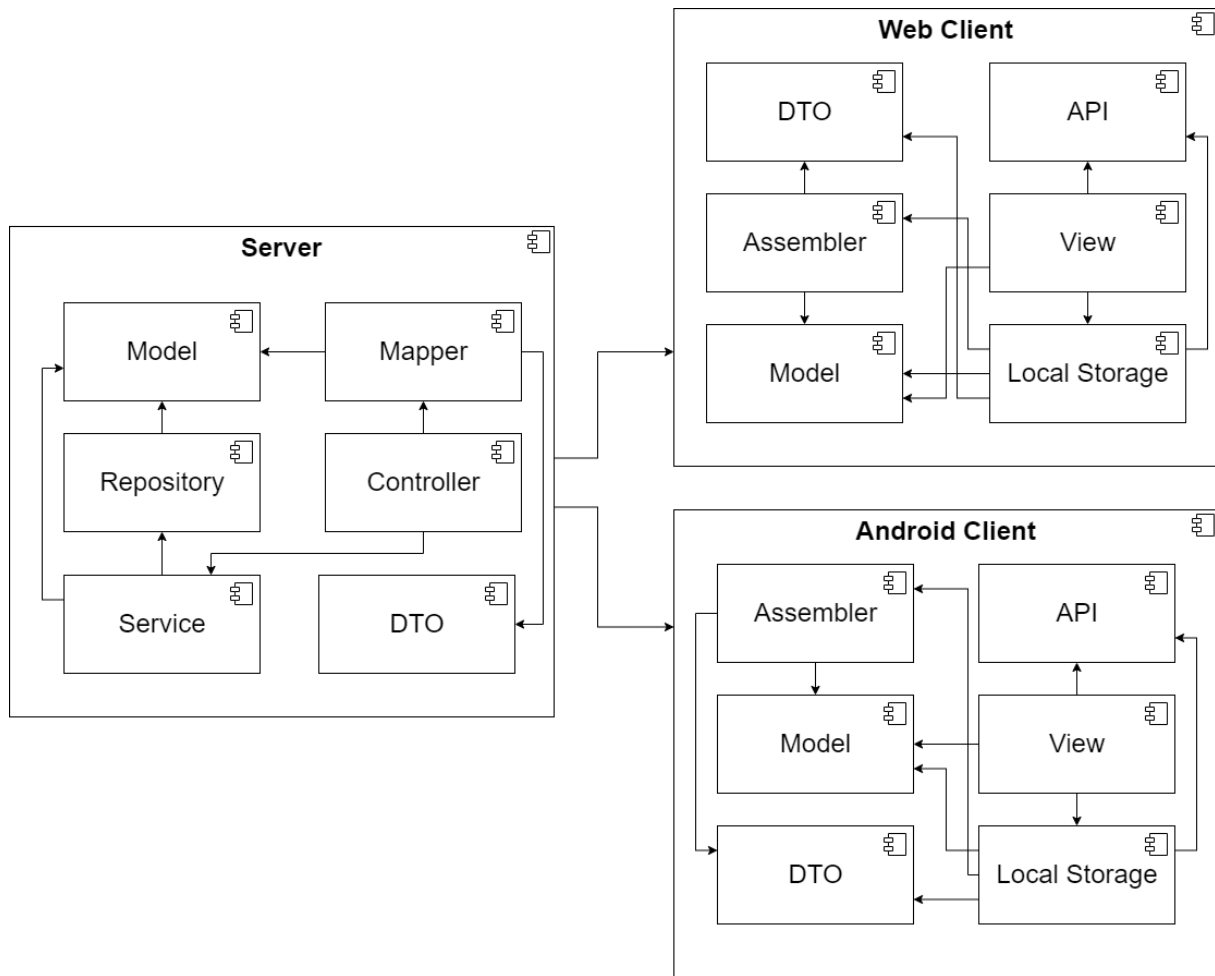 Server
Model
Mapper
Repository
Controller
Service
DTO
Web Client
DTO
API
Assembler
View
Model
Local Storage
Android Client
Assembler
API
Model
View
DTO
Local Storage